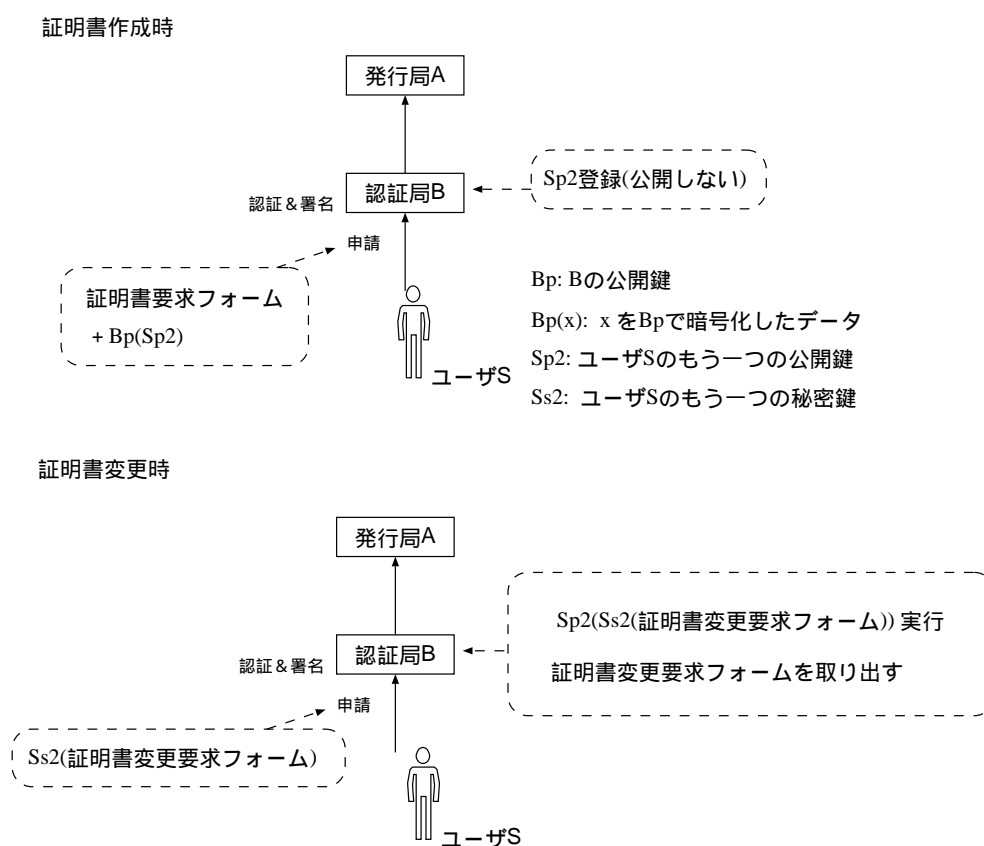 証明書作成時
発行局A
認証局B
認証＆署名
申請
Sp2登録(公開しない)
証明書要求フォーム
+ Bp(Sp2)
ユーザS
Bp: Bの公開鍵
Bp(x): x をBpで暗号化したデータ
Sp2: ユーザSのもう一つの公開鍵
Ss2: ユーザSのもう一つの秘密鍵
証明書変更時
発行局A
認証局B
認証＆署名
申請
Sp2(Ss2(証明書変更要求フォーム)) 実行
証明書変更要求フォームを取り出す
Ss2(証明書変更要求フォーム)
ユーザS